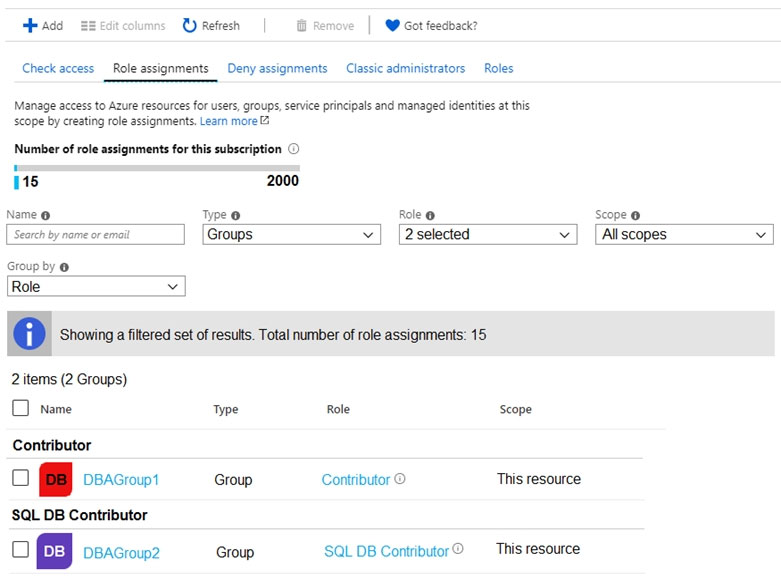 Add Edit columns Refresh Remove Got feedback?
Check access Role assignments Deny assignments Classic administrators Roles
Manage access to Azure resources for users, groups, service principals and managed identities at this
scope by creating role assignments. Learn more
Number of role assignments for this subscription
15 2000
Name Type Role Scope
Search by name or email Groups 2 selected All scopes
Group by
Role
Showing a filtered set of results. Total number of role assignments: 15
2 items (2 Groups)
Name Type Role Scope
Contributor
DB DBAGroup1 Group Contributor This resource
SQL DB Contributor
DB DBAGroup2 Group SQL DB Contributor This resource